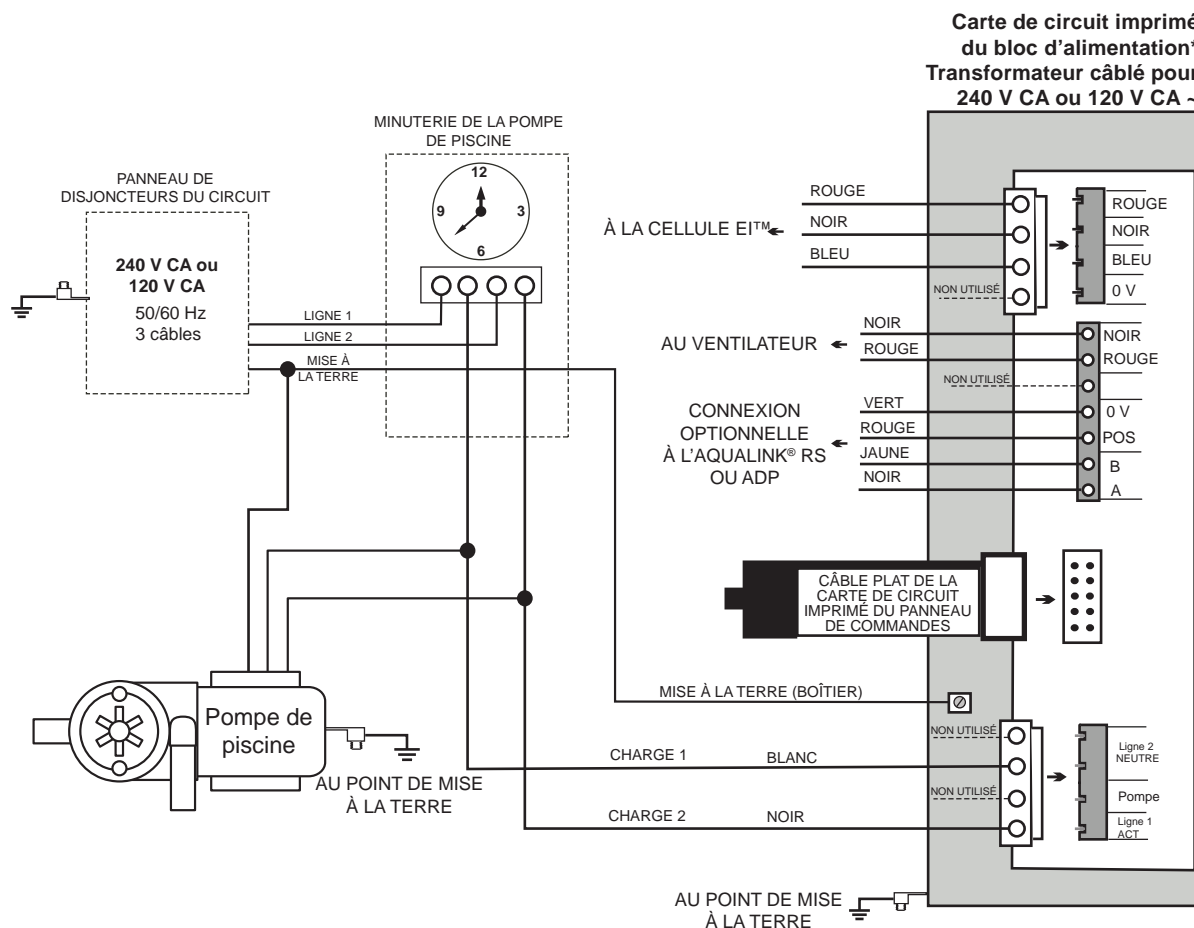 Carte de circuit imprimé
du bloc d'alimentation*
Transformateur câblé pour
240 V CA ou 120 V CA ~
MINUTERIE DE LA POMPE
DE PISCINE
12
9
3
6
PANNEAU DE
DISJONCTEURS DU CIRCUIT
240 V CA ou
120 V CA
50/60 Hz
3 câbles
LIGNE 1
LIGNE 2
MISE À
LA TERRE
À LA CELLULE EI™
ROUGE
NOIR
BLEU
NON UTILISÉ
ROUGE
NOIR
BLEU
0 V
AU VENTILATEUR
NOIR
ROUGE
NON UTILISÉ
NOIR
ROUGE
CONNEXION
OPTIONNELLE
À L'AQUALINK® RS
OU ADP
VERT
ROUGE
JAUNE
NOIR
0 V
POS
B
A
CÂBLE PLAT DE LA
CARTE DE CIRCUIT
IMPRIMÉ DU PANNEAU
DE COMMANDES
MISE À LA TERRE (BOÎTIER)
Pompe de
piscine
AU POINT DE MISE
À LA TERRE
NON UTILISÉ
CHARGE 1 BLANC
NON UTILISÉ
CHARGE 2 NOIR
Ligne 2
NEUTRE
Pompe
Ligne 1
ACT
AU POINT DE MISE
À LA TERRE